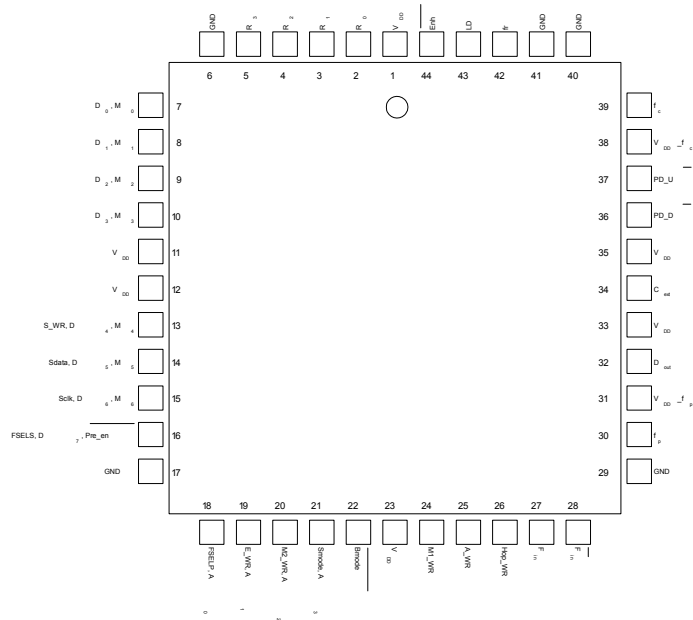 GND R3 R2 R1 R0 VDD Enh LD fr GND GND
6 5 4 3 2 1 44 43 42 41 40
D0, M0 7 39 fc
D1, M1 8 38 VDD_fc
D2, M2 9 37 PD_U
D3, M3 10 36 PD_D
VDD 11 35 VDD
VDD 12 34 Cext
S_WR, D4, M4 13 33 VDD
Sdata, D5, M5 14 32 Dout
Sclk, D6, M6 15 31 VDD_fp
FSELS, D7, Pre_en 16 30 fp
GND 17 29 GND
18 19 20 21 22 23 24 25 26 27 28
FSELP, A0 E_WR, A1 M2_WR, A2 Smode, A3 Bmode VDD M1_WR A_WR Hop_WR Fin Fin